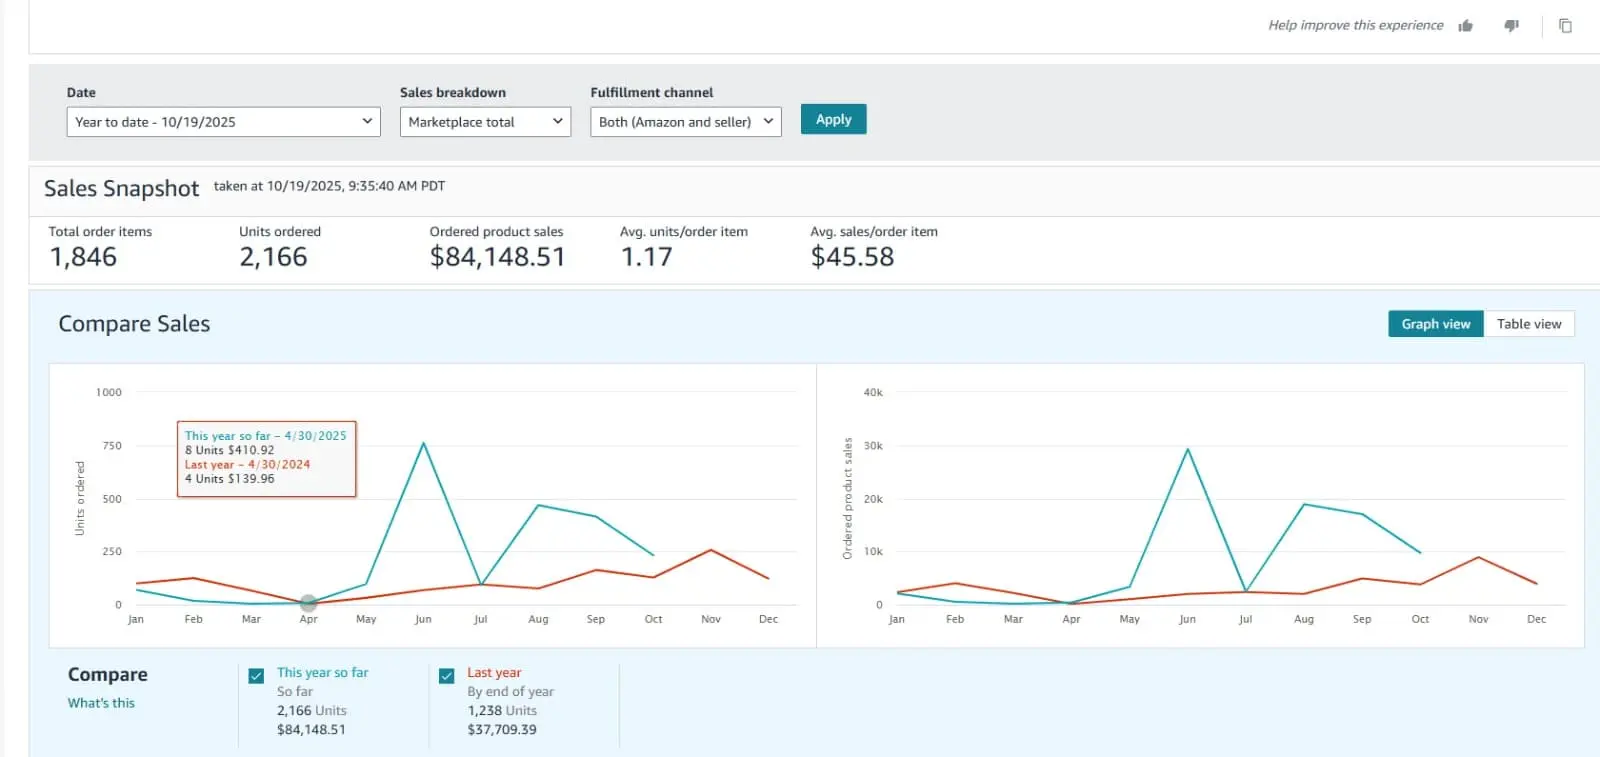 Help improve this experience
Date
Sales breakdown
Fulfillment channel
Year to date - 10/19/2025
Marketplace total
Both (Amazon and seller)
Apply
Sales Snapshot taken at 10/19/2025, 9:35:40 AM PDT
Total order items
Units ordered
Ordered product sales
Avg. units/order item
Avg. sales/order item
1,846
2,166
$84,148.51
1.17
$45.58
Compare Sales
Graph view
Table view
Units ordered
1000
750
500
250
0
This year so far - 4/30/2025
8 Units $410.92
Last year - 4/30/2024
4 Units $139.96
Jan Feb Mar Apr May Jun Jul Aug Sep Oct Nov Dec
Ordered product sales
40k
30k
20k
10k
0
Jan Feb Mar Apr May Jun Jul Aug Sep Oct Nov Dec
Compare
What's this
This year so far
So far
2,166 Units
$84,148.51
Last year
By end of year
1,238 Units
$37,709.39